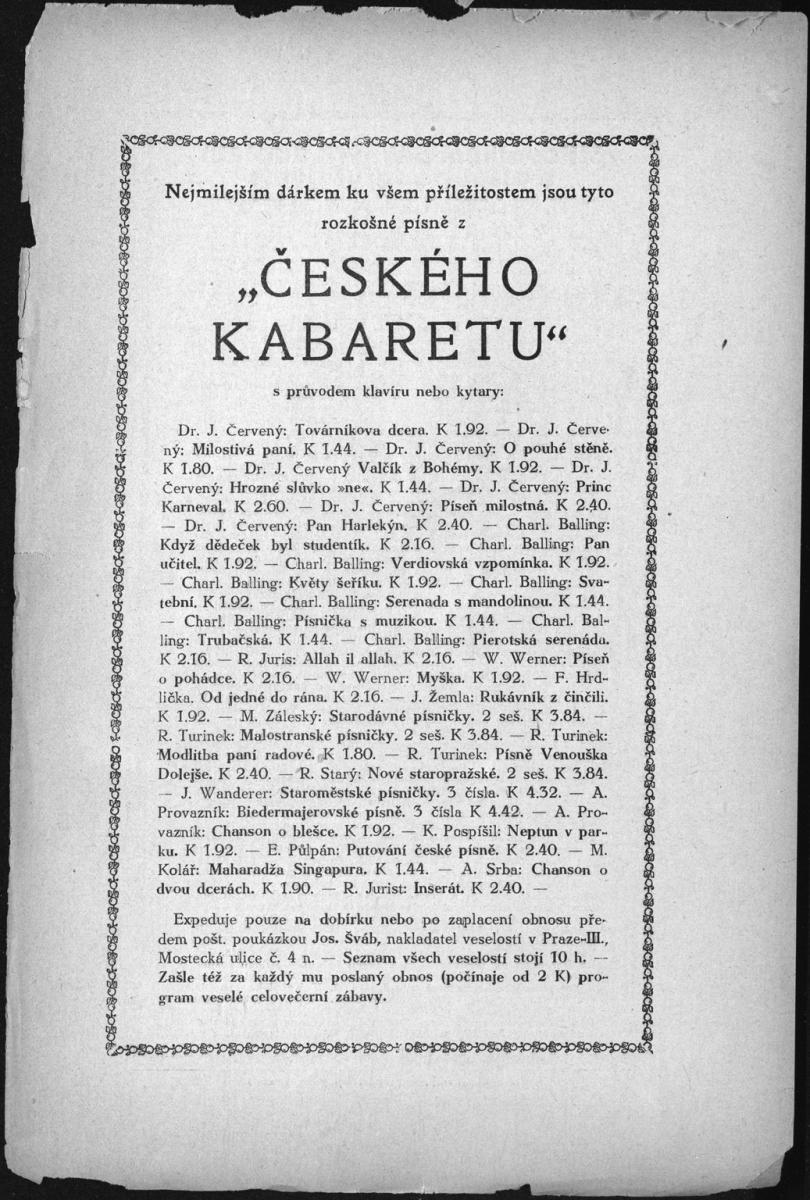 Nejmilejším dárkem ku všem příležitostem jsou tyto
rozkošné písně z
„ČESKÉHO
KABARETU“
s průvodem klavíru nebo kytary:
Dr. J. Červený: Továrníkova dcera. K 1.92. — Dr. J. Červe-
ný: Milostivá paní. K 1.44. — Dr. J. Červený: O pouhé stěně.
K 1.80. — Dr. J. Červený Valčík z Bohémy. K 1.92. — Dr. J.
Červený: Hrozné slůvko »ne«. K 1.44. — Dr. J. Červený: Princ
Karneval. K 2.60. — Dr. J. Červený: Píseň milostná. K 2.40.
— Dr. J. Červený: Pan Harlekýn. K 2.40. — Charl. Balling:
Když dědeček byl studentík. K 2.16. — Charl. Balling: Pan
učitel. K 1.92. — Charl. Balling: Verdiovská vzpomínka. K 1.92.
— Charl. Balling: Květy šeříku. K 1.92. — Charl. Balling: Sva-
tební. K 1.92. — Charl. Balling: Serenada s mandolinou. K 1.44.
— Charl. Balling: Písnička s muzikou. K 1.44. — Charl. Bal-
ling: Trubačská. K 1.44. — Charl. Balling: Pierotská serenáda.
K 2.16. — R. Juris: Allah il allah. K 2.16. — W. Werner: Píseň
o pohádce. K 2.16. — W. Werner: Myška. K 1.92. — F. Hrd-
lička. Od jedné do rána. K 2.16. — J. Žemla: Rukávník z činčili.
K 1.92. — M. Záleský: Starodávné písničky. 2 seš. K 3.84. —
R. Turinek: Malostranské písničky. 2 seš. K 3.84. — R. Turinek:
Modlitba paní radové. K 1.80. — R. Turinek: Písně Venouška
Dolejše. K 2.40. — R. Starý: Nové staropražské. 2 seš. K 3.84.
— J. Wanderer: Staroměstské písničky. 3 čísla. K 4.32. — A.
Provazník: Biedermajerovské písně. 3 čísla K 4.42. — A. Pro-
vazník: Chanson o blešce. K 1.92. — K. Pospíšil: Neptun v par-
ku. K 1.92. — E. Půlpán: Putování české písně. K 2.40. — M.
Kolář: Maharadža Singapura. K 1.44. — A. Srba: Chanson o
dvou dcerách. K 1.90. — R. Jurist: Inserát. K 2.40. —
Expeduje pouze na dobírku nebo po zaplacení obnosu pře-
dem pošt. poukázkou Jos. Šváb, nakladatel veselostí v Praze-III.,
Mostecká ulice č. 4 n. — Seznam všech veselostí stojí 10 h. —
Zašle též za každý mu poslaný obnos (počínaje od 2 K) pro-
gram veselé celovečerní zábavy.